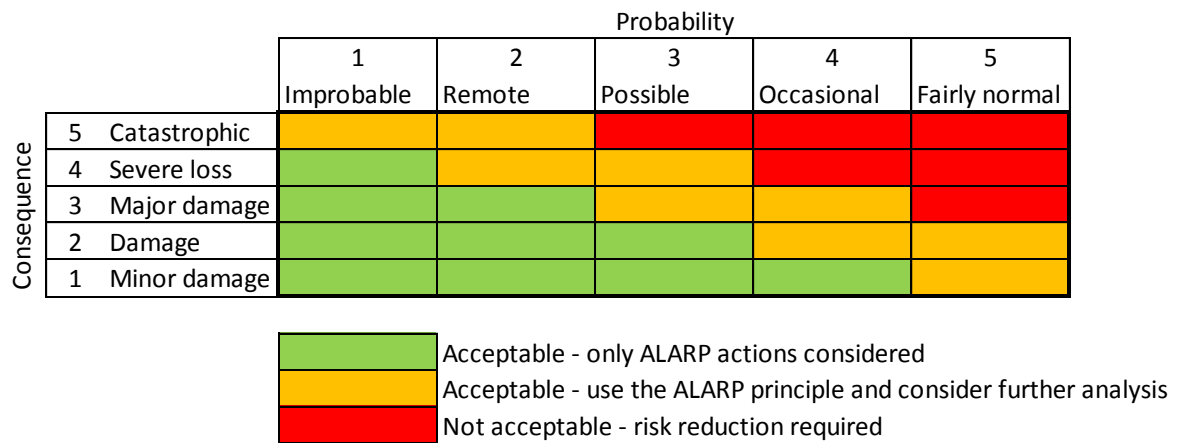 Probability
1 2 3 4 5
Improbable Remote Possible Occasional Fairly normal
Consequence
5 Catastrophic
4 Severe loss
3 Major damage
2 Damage
1 Minor damage
Acceptable - only ALARP actions considered
Acceptable - use the ALARP principle and consider further analysis
Not acceptable - risk reduction required